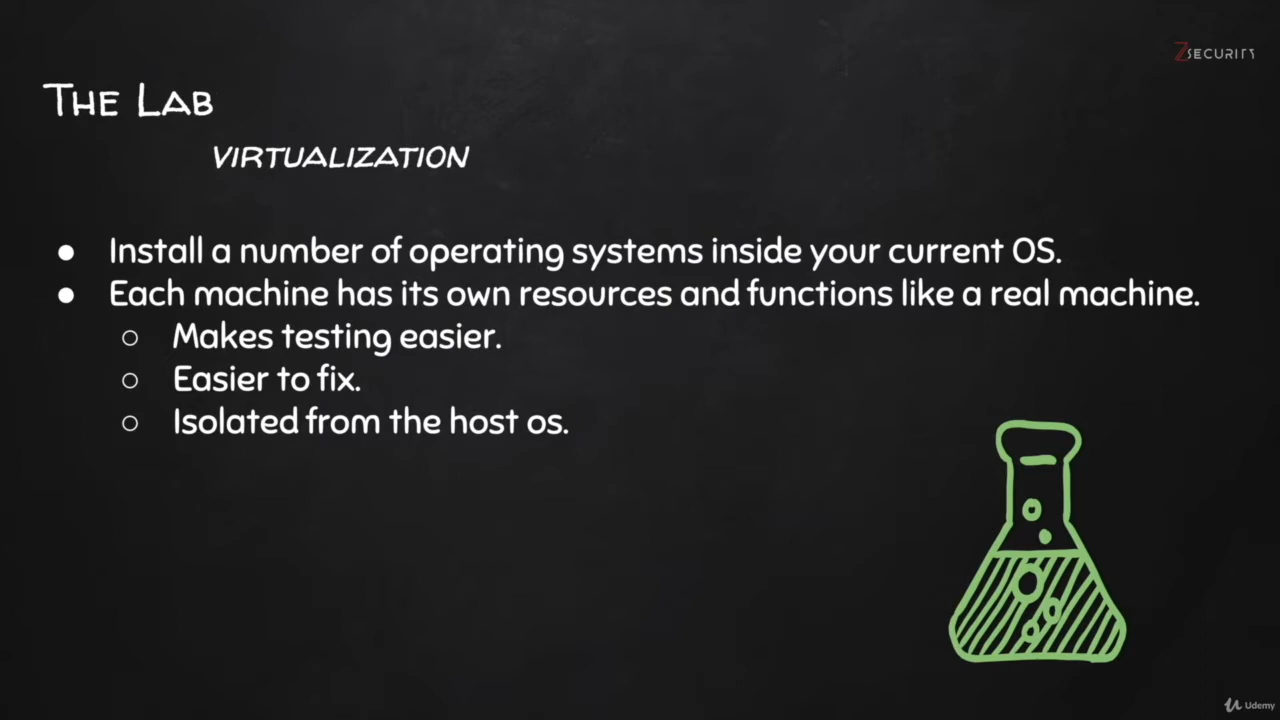 ZSECURITY
THE LAB
VIRTUALIZATION
● Install a number of operating systems inside your current OS.
● Each machine has its own resources and functions like a real machine.
○ Makes testing easier.
○ Easier to fix.
○ Isolated from the host os.
Udemy